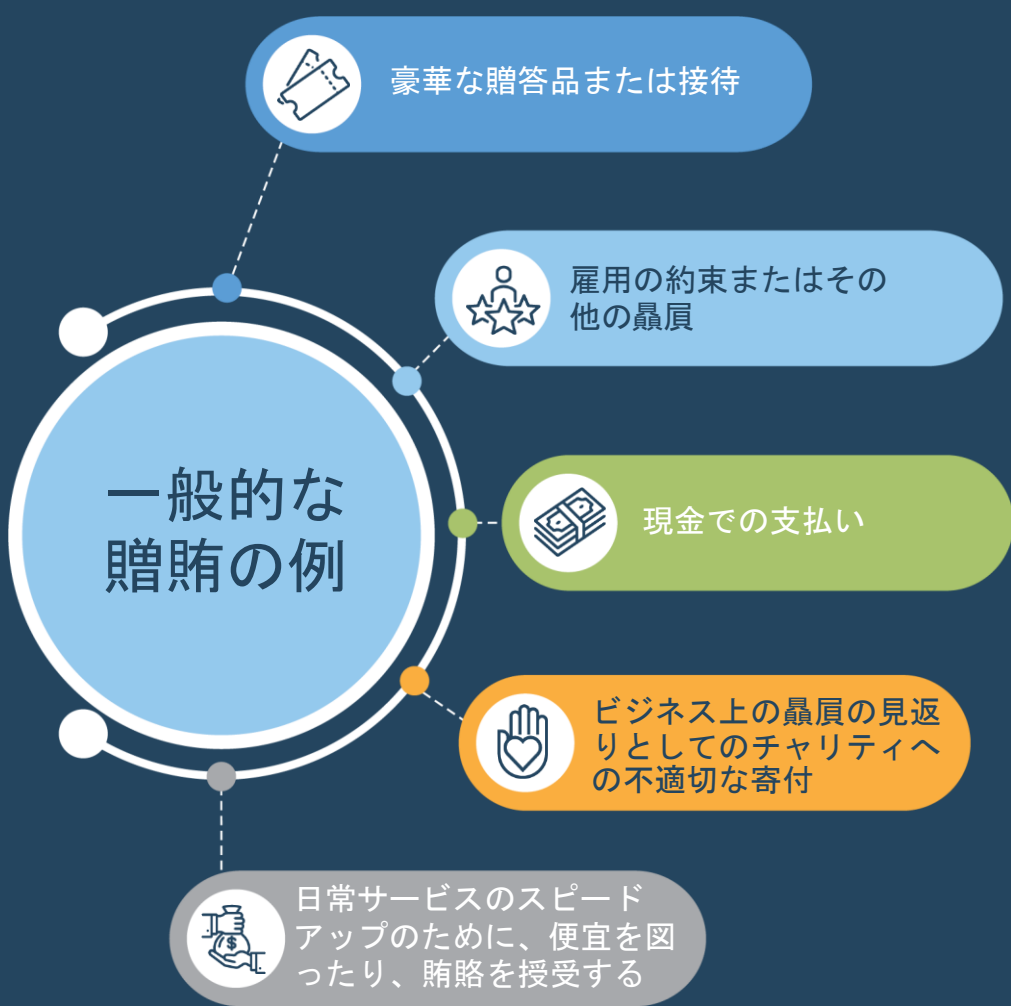 豪華な贈答品または接待
雇用の約束またはその
他の贔屓
一般的な
贈賄の例
現金での支払い
ビジネス上の贔屓の見返
りとしてのチャリティへ
の不適切な寄付
日常サービスのスピード
アップのために、便宜を図
ったり、賄賂を授受する